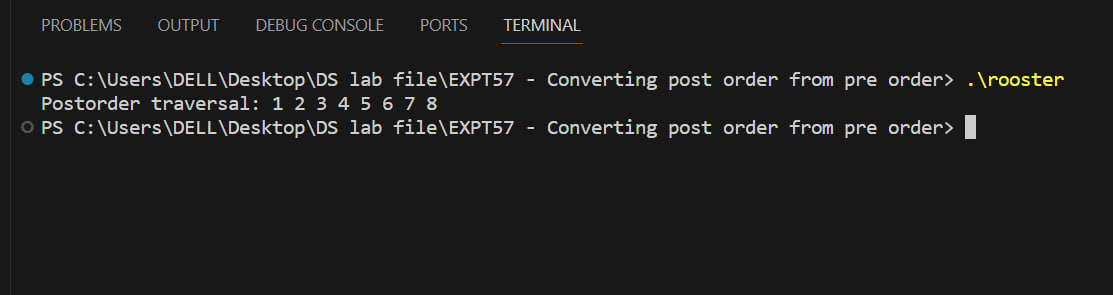 PROBLEMS OUTPUT DEBUG CONSOLE PORTS TERMINAL
PS C:\Users\DELL\Desktop\DS lab file\EXPT57 - Converting post order from pre order> .\rooster
Postorder traversal: 1 2 3 4 5 6 7 8
PS C:\Users\DELL\Desktop\DS lab file\EXPT57 - Converting post order from pre order>